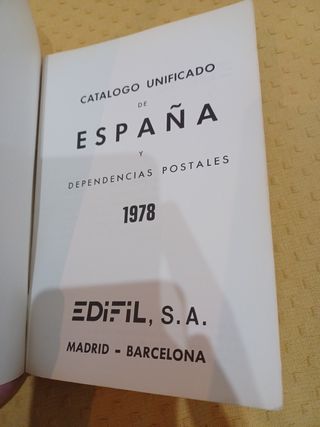 CATALOGO UNIFICADO
DE
ESPAÑA
Y
DEPENDENCIAS POSTALES
1978
EDIFIL, S.A.
MADRID - BARCELONA